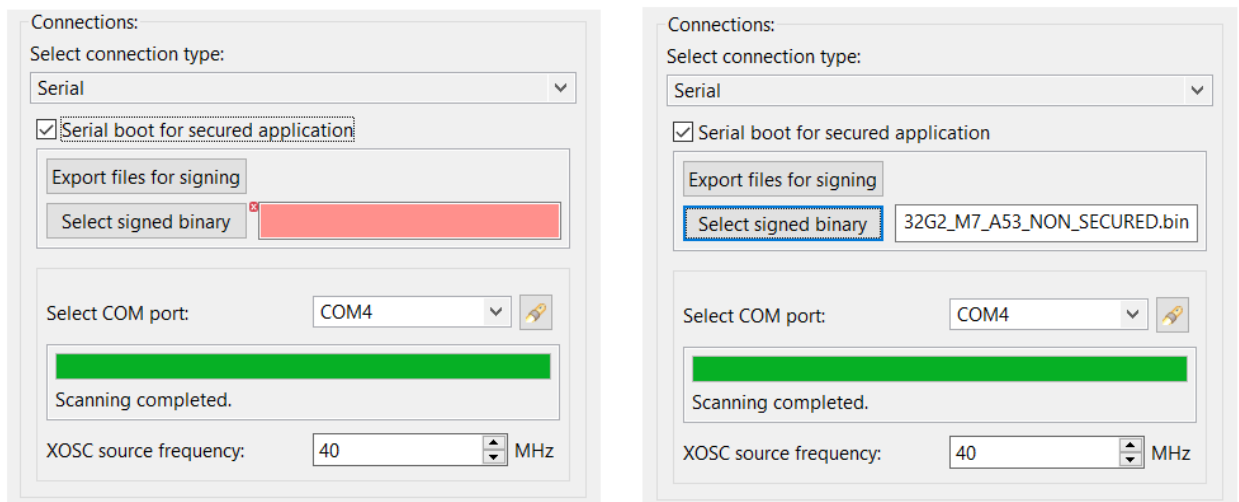 Connections:
Select connection type:
Serial
Serial boot for secured application
Export files for signing
Select signed binary
Select COM port:
COM4
Scanning completed.
XOSC source frequency:
40
MHz
Connections:
Select connection type:
Serial
Serial boot for secured application
Export files for signing
Select signed binary
32G2_M7_A53_NON_SECURED.bin
Select COM port:
COM4
Scanning completed.
XOSC source frequency:
40
MHz